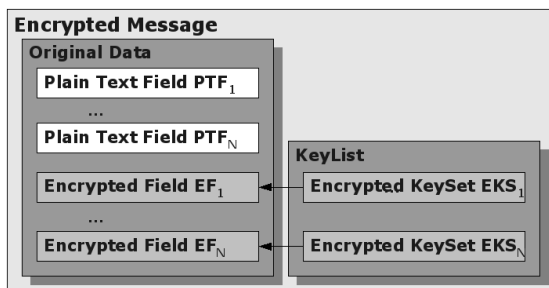 Encrypted Message
Original Data
Plain Text Field PTF1
...
Plain Text Field PTFN
KeyList
Encrypted Field EF1
Encrypted KeySet EKS1
...
...
Encrypted Field EFN
Encrypted KeySet EKSN